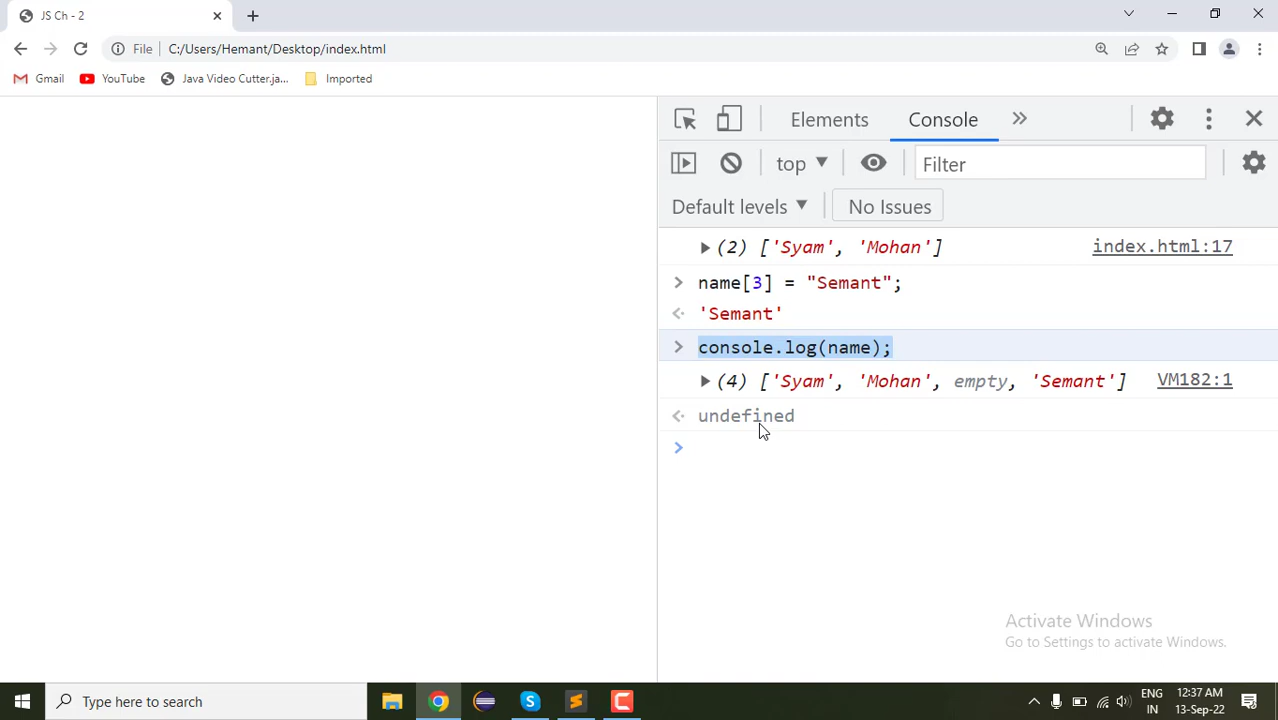 JS Ch - 2
File C:/Users/Hemant/Desktop/index.html
Gmail YouTube Java Video Cutter.ja... Imported
Elements Console
top Filter
Default levels No Issues
(2) ['Syam', 'Mohan'] index.html:17
name[3] = "Semant";
'Semant'
console.log(name);
(4) ['Syam', 'Mohan', empty, 'Semant'] VM182:1
undefined
Activate Windows
Go to Settings to activate Windows.
Type here to search
ENG 12:37 AM
IN 13-Sep-22